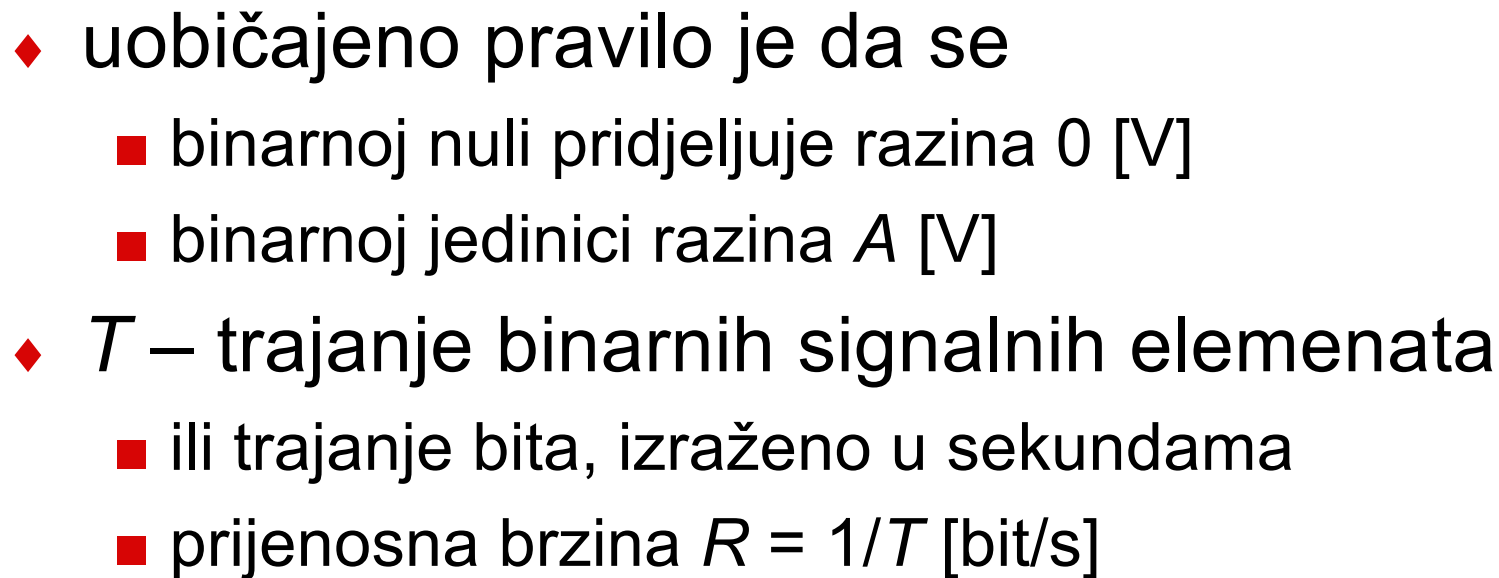 ♦ uobičajeno pravilo je da se
■ binarnoj nuli pridjeljuje razina 0 [V]
■ binarnoj jedinici razina A [V]
♦ T – trajanje binarnih signalnih elemenata
■ ili trajanje bita, izraženo u sekundama
■ prijenosna brzina R = 1/T [bit/s]